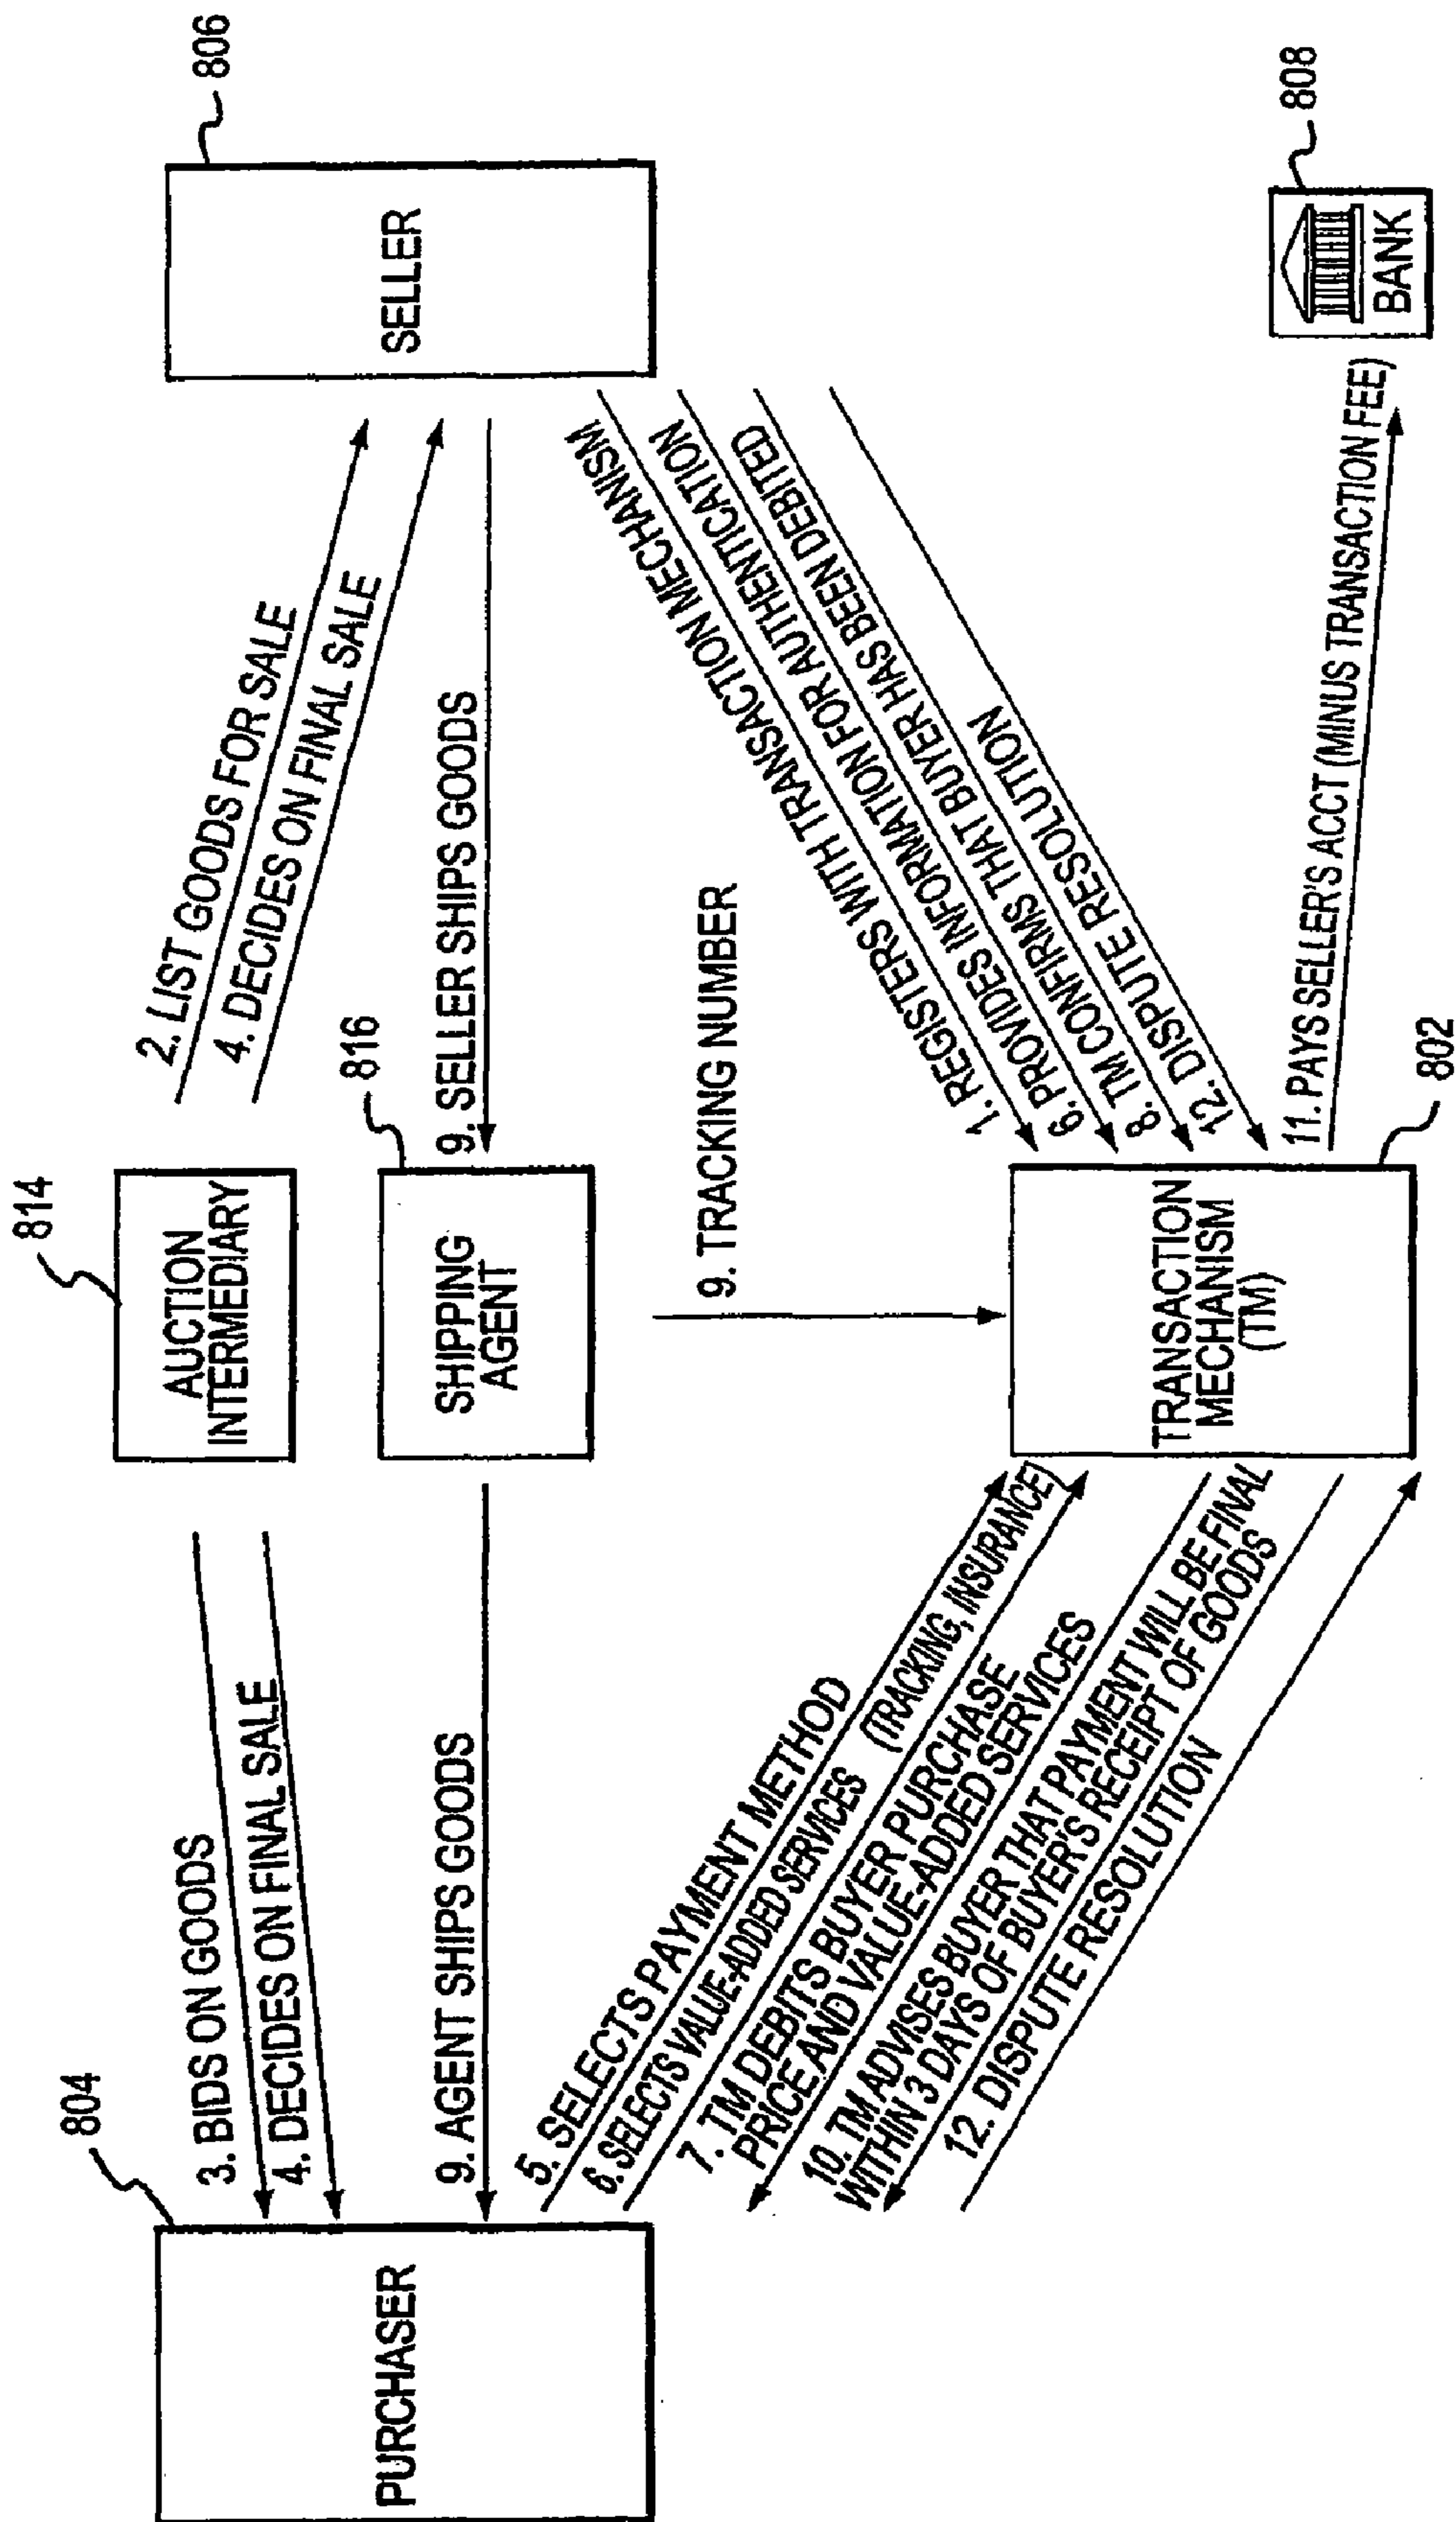 814
AUCTION
INTERMEDIARY
804
PURCHASER
3. BIDS ON GOODS
4. DECIDES ON FINAL SALE
2. LIST GOODS FOR SALE
4. DECIDES ON FINAL SALE
806
SELLER
816
SHIPPING
AGENT
9. AGENT SHIPS GOODS
9. SELLER SHIPS GOODS
9. TRACKING NUMBER
5. SELECTS PAYMENT METHOD
6. SELECTS VALUE-ADDED SERVICES (TRACKING, INSURANCE)
7. TM DEBITS BUYER PURCHASE
PRICE AND VALUE-ADDED SERVICES
10. TM ADVISES BUYER THAT PAYMENT WILL BE FINAL
WITHIN 3 DAYS OF BUYER'S RECEIPT OF GOODS
12. DISPUTE RESOLUTION
1. REGISTERS WITH TRANSACTION MECHANISM
6. PROVIDES INFORMATION FOR AUTHENTICATION
8. TM CONFIRMS THAT BUYER HAS BEEN DEBITED
12. DISPUTE RESOLUTION
TRANSACTION
MECHANISM
(TM)
802
11. PAYS SELLER'S ACCT (MINUS TRANSACTION FEE)
808
BANK